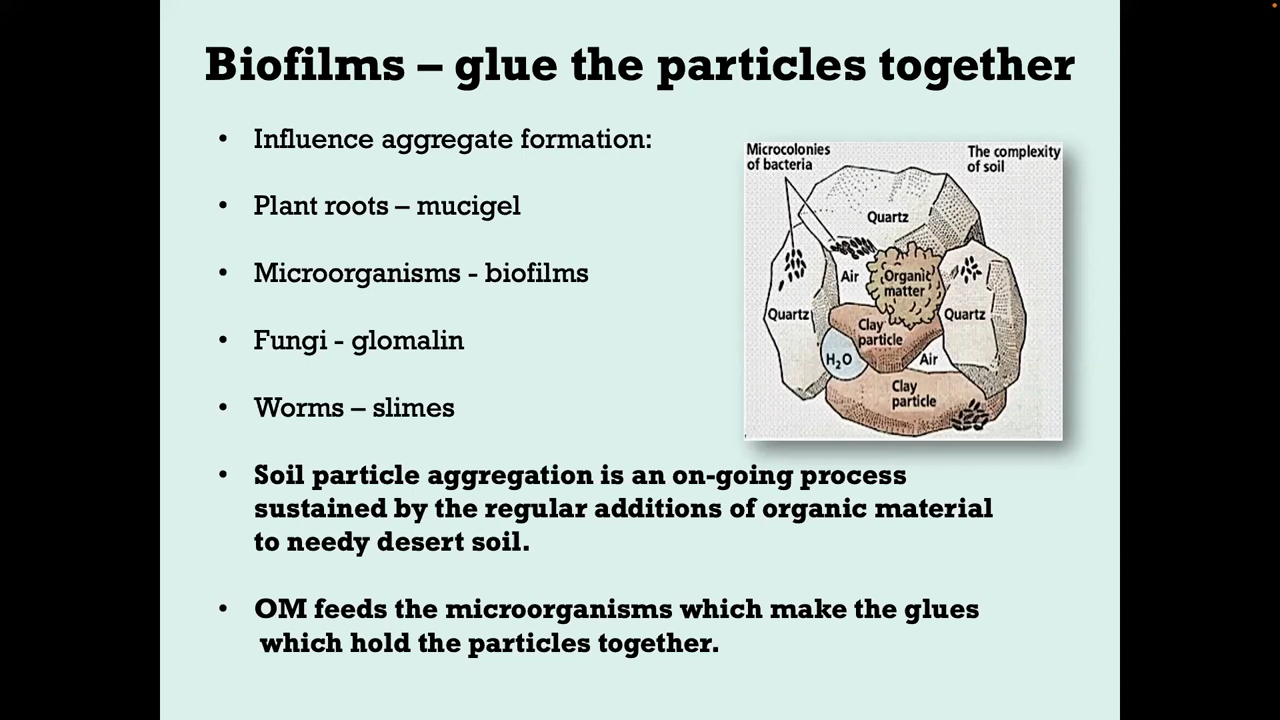 Biofilms – glue the particles together
• Influence aggregate formation:
• Plant roots – mucigel
• Microorganisms - biofilms
• Fungi - glomalin
• Worms – slimes
• Soil particle aggregation is an on-going process
sustained by the regular additions of organic material
to needy desert soil.
• OM feeds the microorganisms which make the glues
which hold the particles together.
Microcolonies
of bacteria
The complexity
of soil
Quartz
Air
Organic
matter
Quartz
Quartz
Clay
particle
H₂O
Air
Clay
particle